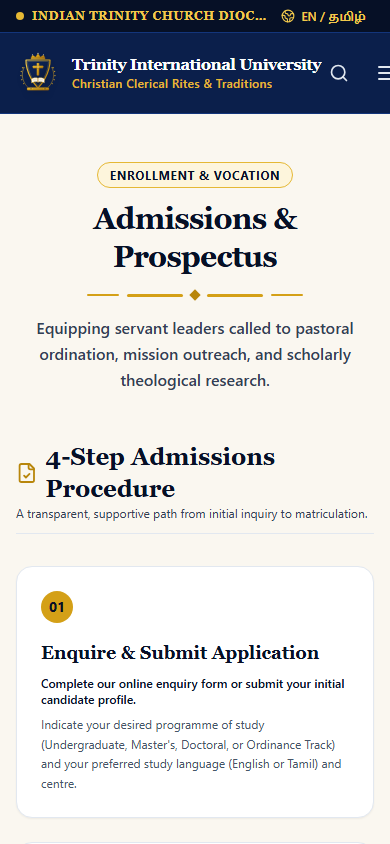 INDIAN TRINITY CHURCH DIOC...
EN / தமிழ்
Trinity International University
Christian Clerical Rites & Traditions
ENROLLMENT & VOCATION
Admissions &
Prospectus
Equipping servant leaders called to pastoral
ordination, mission outreach, and scholarly
theological research.
4-Step Admissions
Procedure
A transparent, supportive path from initial inquiry to matriculation.
01
Enquire & Submit Application
Complete our online enquiry form or submit your initial
candidate profile.
Indicate your desired programme of study
(Undergraduate, Master's, Doctoral, or Ordinance Track)
and your preferred study language (English or Tamil) and
centre.